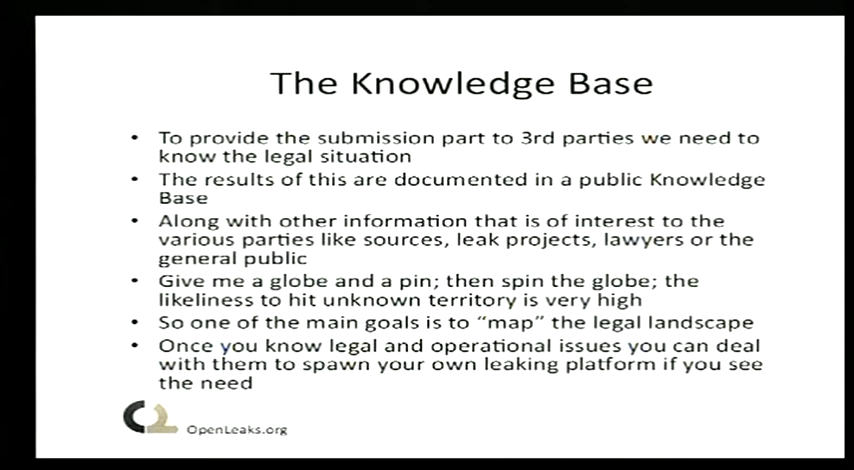 The Knowledge Base
• To provide the submission part to 3rd parties we need to
know the legal situation
• The results of this are documented in a public Knowledge
Base
• Along with other information that is of interest to the
various parties like sources, leak projects, lawyers or the
general public
• Give me a globe and a pin; then spin the globe; the
likeliness to hit unknown territory is very high
• So one of the main goals is to “map” the legal landscape
• Once you know legal and operational issues you can deal
with them to spawn your own leaking platform if you see
the need
OpenLeaks.org